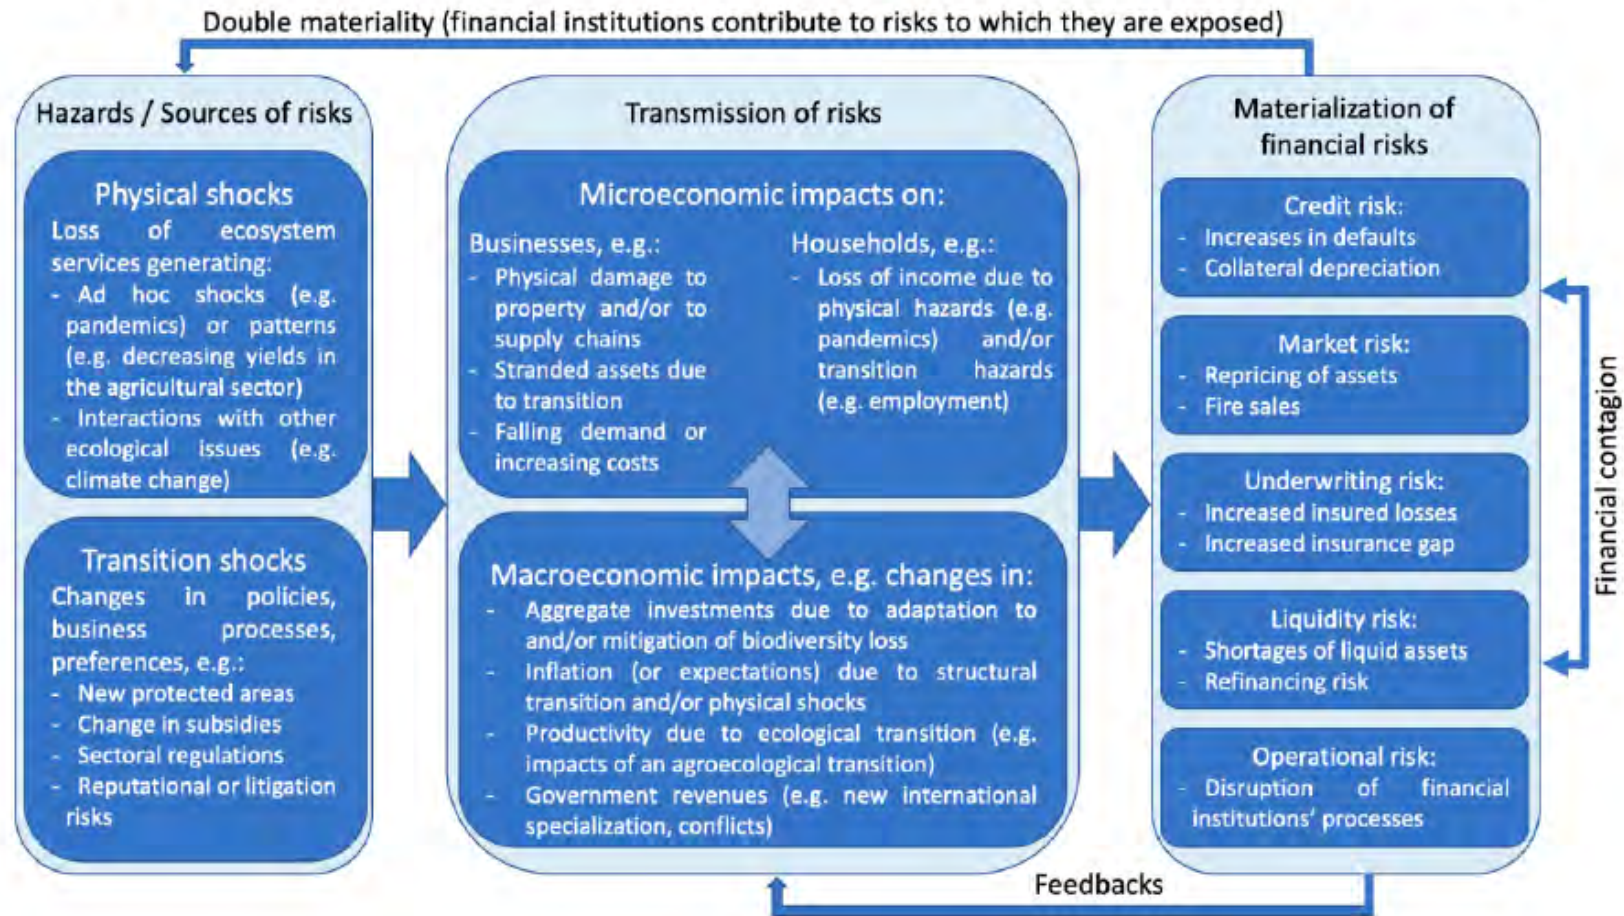 Double materiality (financial institutions contribute to risks to which they are exposed)
Hazards / Sources of risks
Physical shocks
Loss of ecosystem
services generating:
- Ad hoc shocks (e.g.
pandemics) or patterns
(e.g. decreasing yields in
the agricultural sector)
- Interactions with other
ecological issues (e.g.
climate change)
Transition shocks
Changes in policies,
business processes,
preferences, e.g.:
- New protected areas
- Change in subsidies
- Sectoral regulations
- Reputational or litigation
risks
Transmission of risks
Microeconomic impacts on:
Businesses, e.g.:
- Physical damage to
property and/or to
supply chains
- Stranded assets due
to transition
- Falling demand or
increasing costs
Households, e.g.:
- Loss of income due to
physical hazards (e.g.
pandemics) and/or
transition hazards
(e.g. employment)
Macroeconomic impacts, e.g. changes in:
- Aggregate investments due to adaptation to
and/or mitigation of biodiversity loss
- Inflation (or expectations) due to structural
transition and/or physical shocks
- Productivity due to ecological transition (e.g.
impacts of an agroecological transition)
- Government revenues (e.g. new international
specialization, conflicts)
Materialization of
financial risks
Credit risk:
- Increases in defaults
- Collateral depreciation
Market risk:
- Repricing of assets
- Fire sales
Underwriting risk:
- Increased insured losses
- Increased insurance gap
Liquidity risk:
- Shortages of liquid assets
- Refinancing risk
Operational risk:
- Disruption of financial
institutions' processes
Financial contagion
Feedbacks